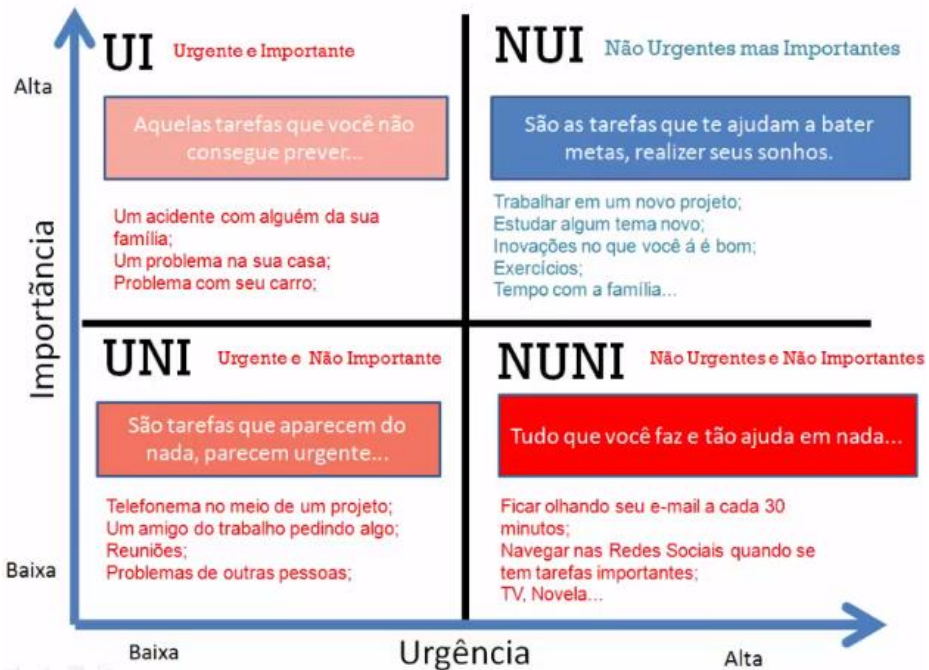 UI Urgente e Importante
Aquelas tarefas que você não
consegue prever...
Um acidente com alguém da sua
família;
Um problema na sua casa;
Problema com seu carro;
NUI Não Urgentes mas Importantes
São as tarefas que te ajudam a bater
metas, realizer seus sonhos.
Trabalhar em um novo projeto;
Estudar algum tema novo;
Inovações no que você á é bom;
Exercícios;
Tempo com a família...
UNI Urgente e Não Importante
São tarefas que aparecem do
nada, parecem urgente...
Telefonema no meio de um projeto;
Um amigo do trabalho pedindo algo;
Reuniões;
Problemas de outras pessoas;
NUNI Não Urgentes e Não Importantes
Tudo que você faz e tão ajuda em nada...
Ficar olhando seu e-mail a cada 30
minutos;
Navegar nas Redes Sociais quando se
tem tarefas importantes;
TV, Novela...
Alta
Importãncia
Baixa
Baixa
Urgência
Alta